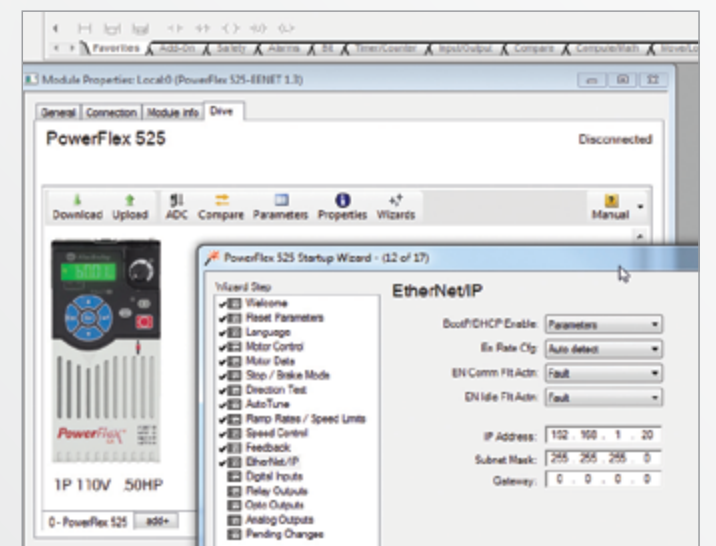 Favorites Add-On Safety Alarms Bit Timer/Counter Input/Output Compare Compute/Math Move/Lo
Module Properties: Local:0 (PowerFlex 525-EENET 1.3)
General Connection Module Info Drive
PowerFlex 525 Disconnected
Download Upload ADC Compare Parameters Properties Wizards Manual
PowerFlex 525 Startup Wizard - (12 of 17)
Wizard Step
Welcome
Reset Parameters
Language
Motor Control
Motor Data
Stop / Brake Mode
Direction Test
AutoTune
Ramp Rates / Speed Limits
Speed Control
Feedback
EtherNet/IP
Digital Inputs
Relay Outputs
Opto Outputs
Analog Outputs
Pending Changes
EtherNet/IP
BootP/DHCP Enable: Parameters
En Rate Cfg: Auto detect
EN Comm Flt Actn: Fault
EN Idle Flt Actn: Fault
IP Address: 192 . 168 . 1 . 20
Subnet Mask: 255 . 255 . 255 . 0
Gateway: 0 . 0 . 0 . 0
PowerFlex
1P 110V .50HP
0 - PowerFlex 525 add+